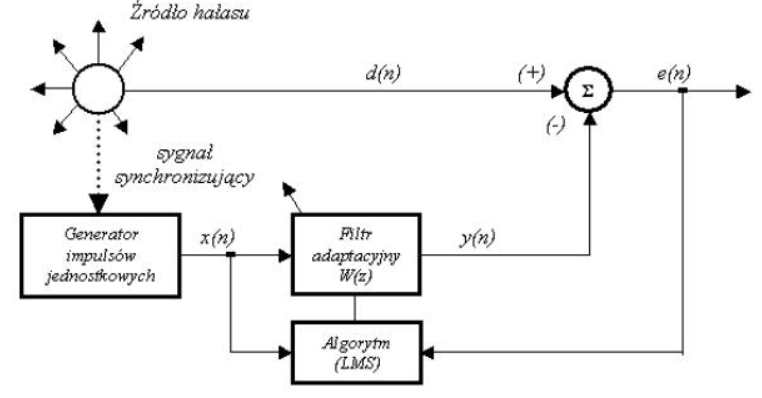 Źródło hałasu
d(n)
(+)
e(n)
Σ
(-)
sygnał
synchronizujący
Generator
impulsów
jednostkowych
x(n)
Filtr
adaptacyjny
W(z)
y(n)
Algorytm
(LMS)